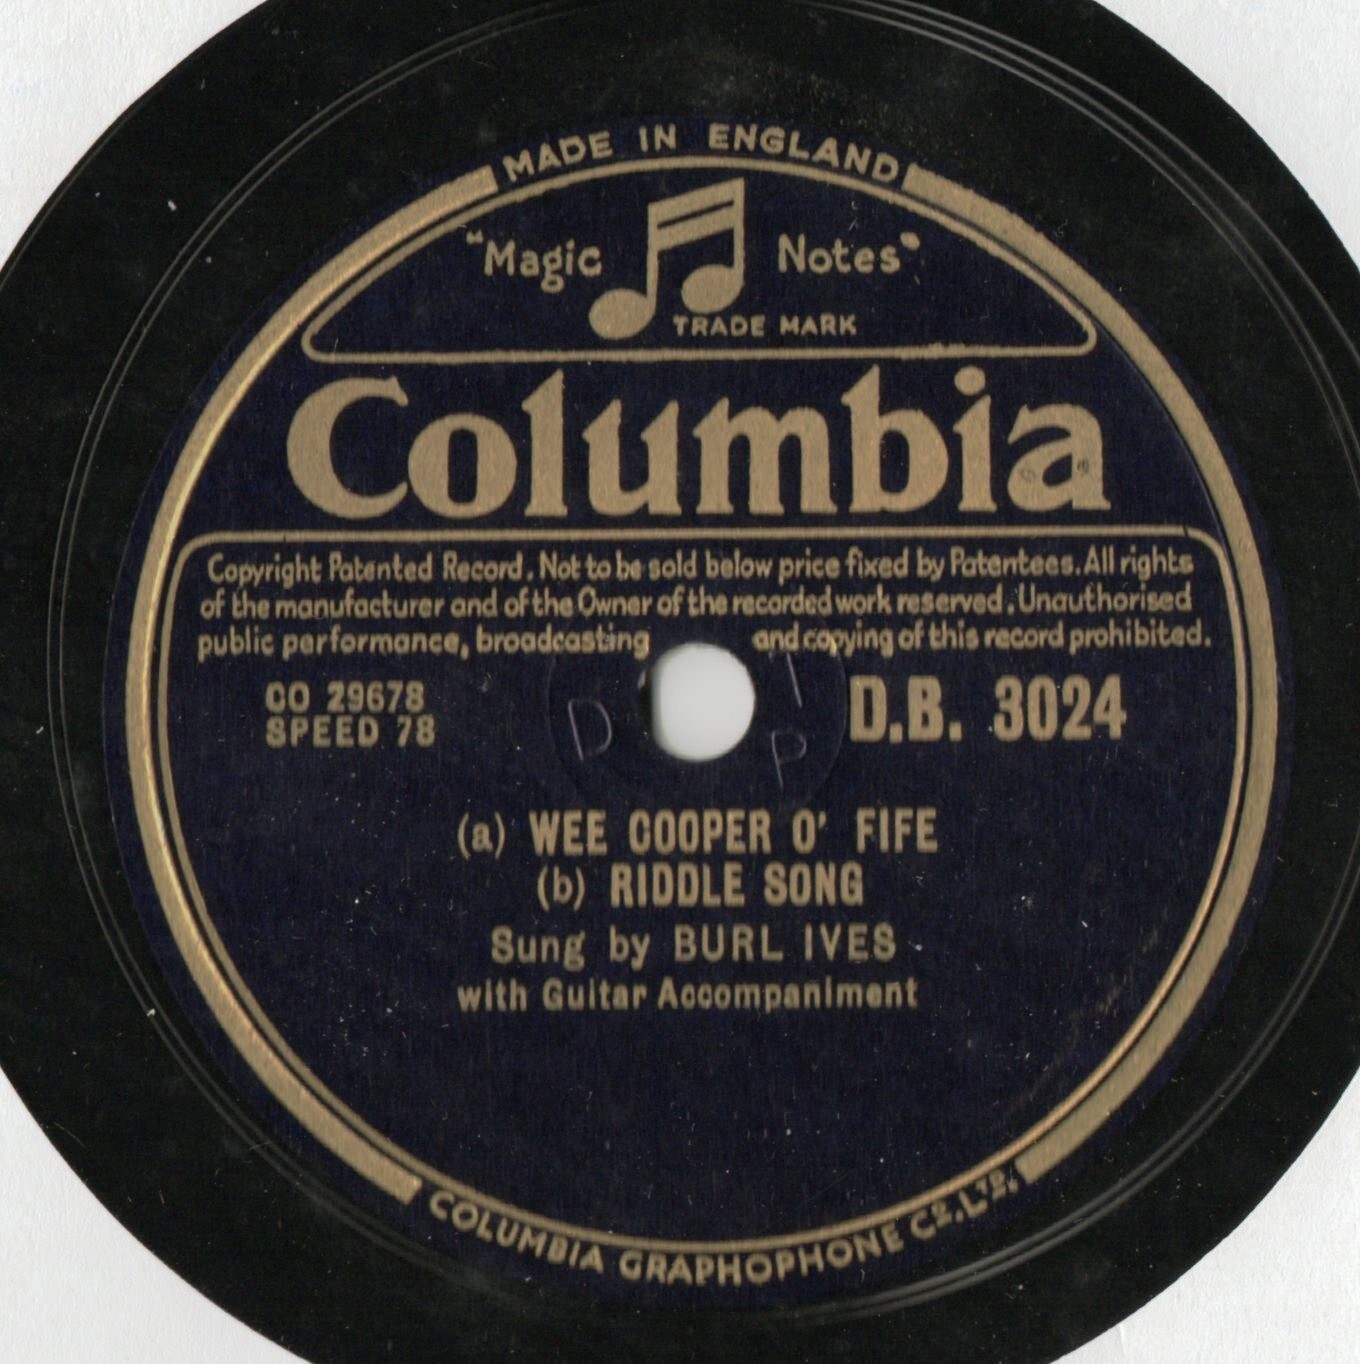 MADE IN ENGLAND
"Magic Notes"
TRADE MARK
Columbia
Copyright Patented Record. Not to be sold below price fixed by Patentees. All rights
of the manufacturer and of the Owner of the recorded work reserved. Unauthorised
public performance, broadcasting and copying of this record prohibited.
CO 29678
SPEED 78
D.B. 3024
D I P
(a) WEE COOPER O' FIFE
(b) RIDDLE SONG
Sung by BURL IVES
with Guitar Accompaniment
COLUMBIA GRAPHOPHONE Co. LTD.